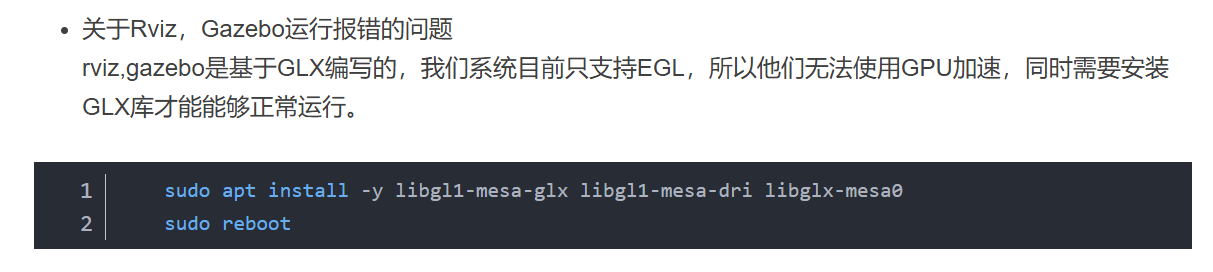 • 关于Rviz，Gazebo运行报错的问题
rviz,gazebo是基于GLX编写的，我们系统目前只支持EGL，所以他们无法使用GPU加速，同时需要安装
GLX库才能能够正常运行。
1 sudo apt install -y libgl1-mesa-glx libgl1-mesa-dri libglx-mesa0
2 sudo reboot